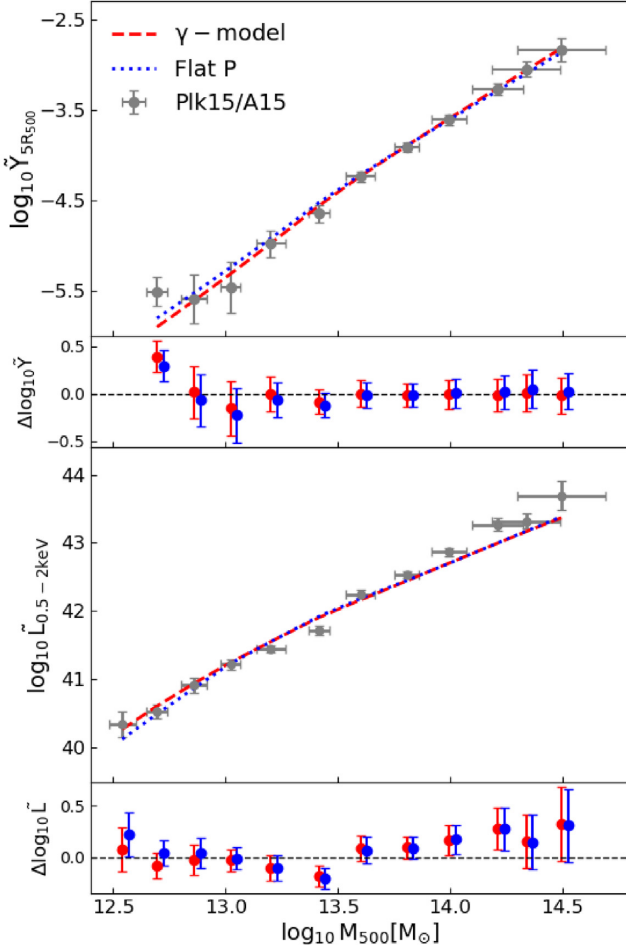 −2.5
γ − model
Flat P
Plk15/A15
−3.5
−4.5
−5.5
log₁₀ Ỹ₅R₅₀₀
0.5
0.0
−0.5
Δlog₁₀Ỹ
44
43
42
41
40
log₁₀ L̃₀.₅₋₂keV
0.5
0.0
Δlog₁₀ L̃
12.5 13.0 13.5 14.0 14.5
log₁₀ M₅₀₀[M⊙]